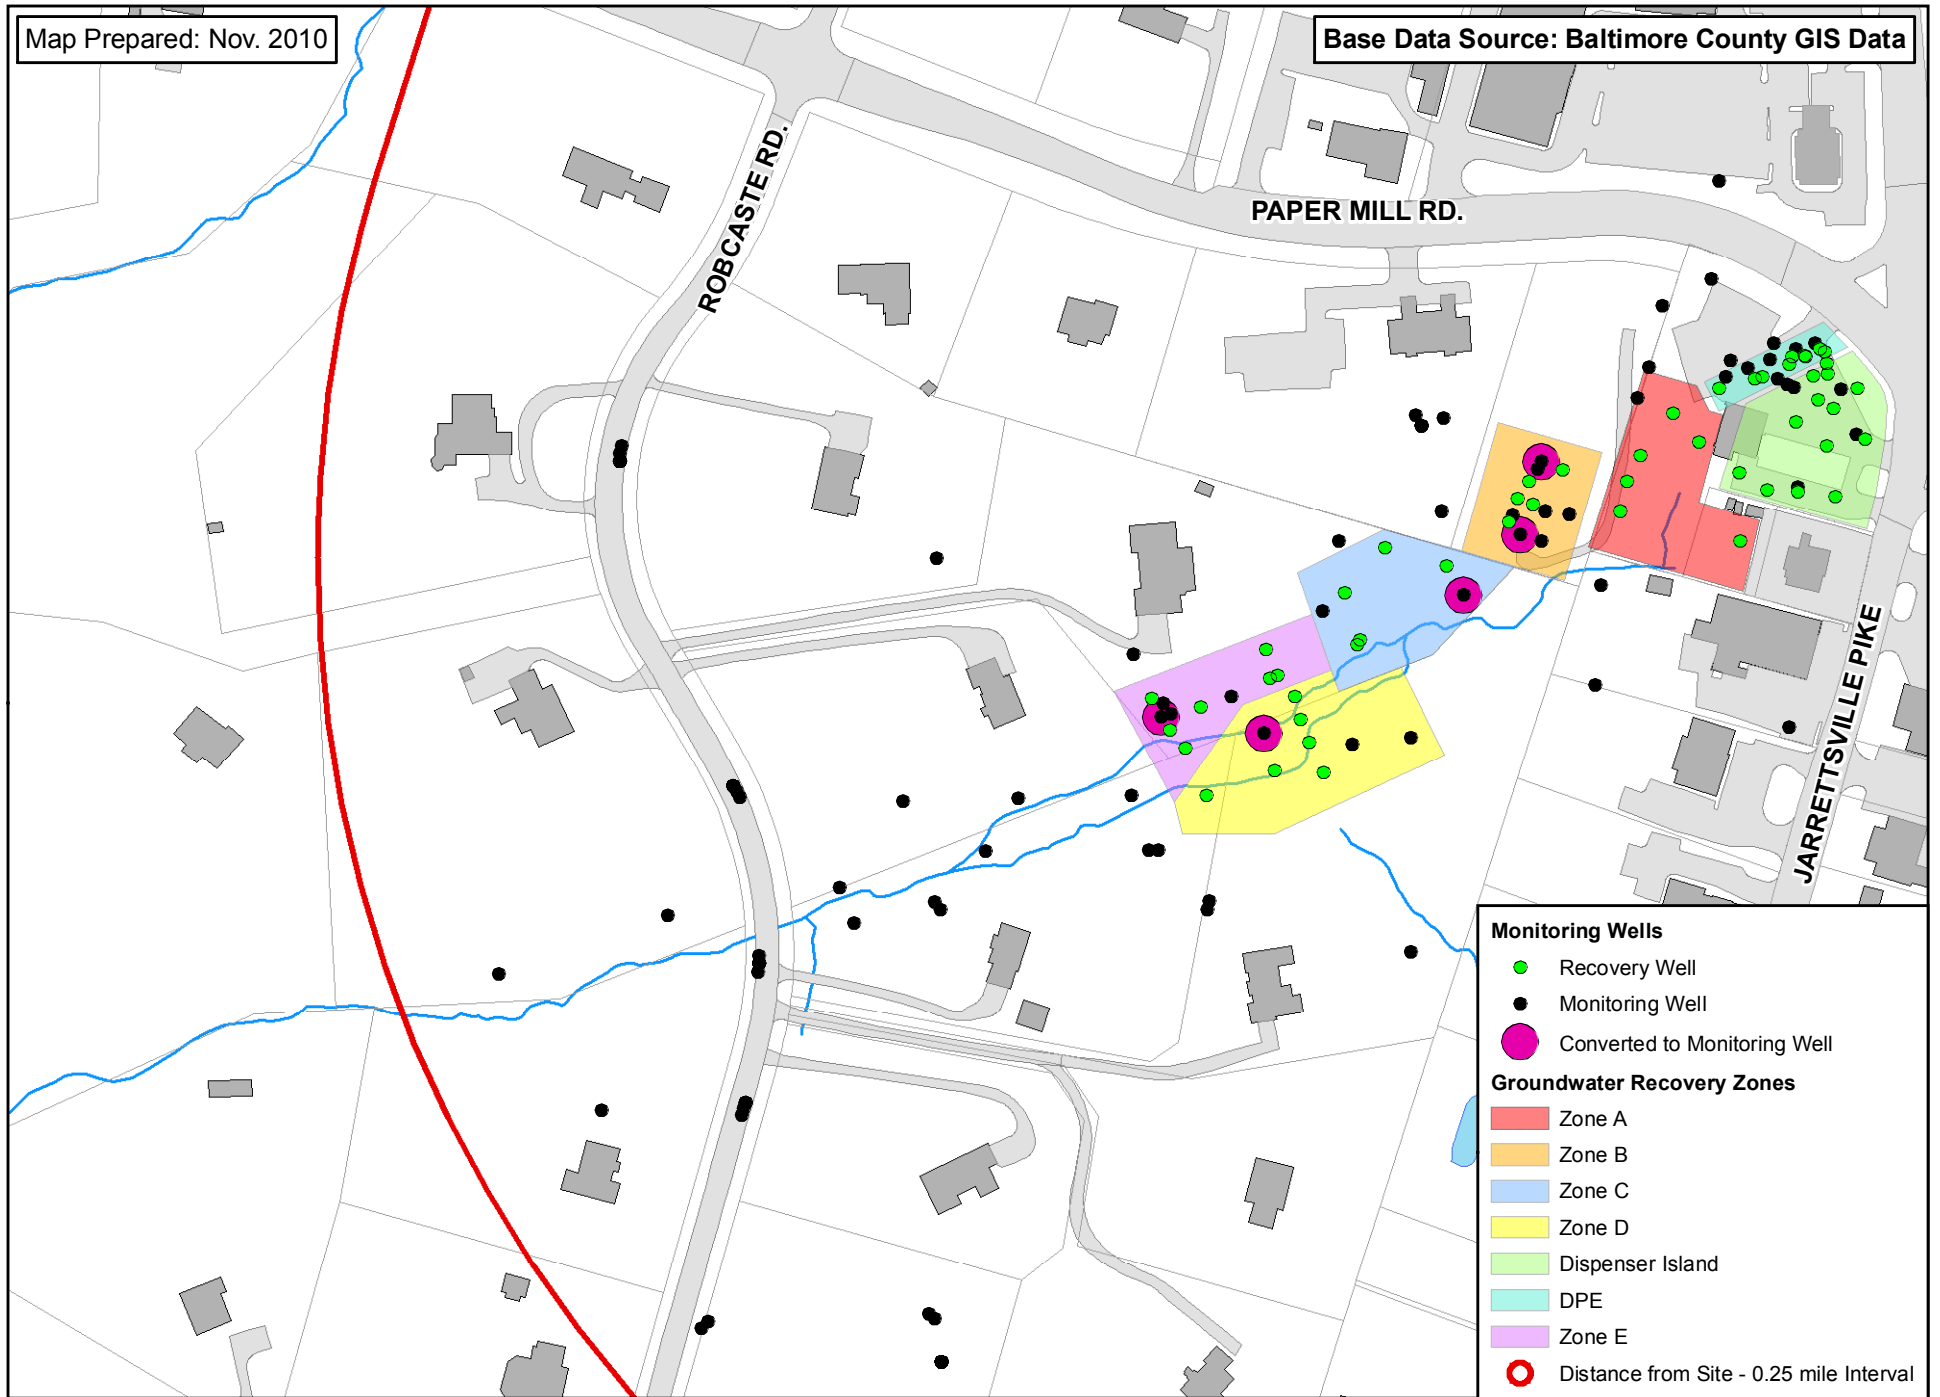 Map Prepared: Nov. 2010
Base Data Source: Baltimore County GIS Data
ROBCASTE RD.
PAPER MILL RD.
JARRETTSVILLE PIKE
Monitoring Wells
Recovery Well
Monitoring Well
Converted to Monitoring Well
Groundwater Recovery Zones
Zone A
Zone B
Zone C
Zone D
Dispenser Island
DPE
Zone E
Distance from Site - 0.25 mile Interval